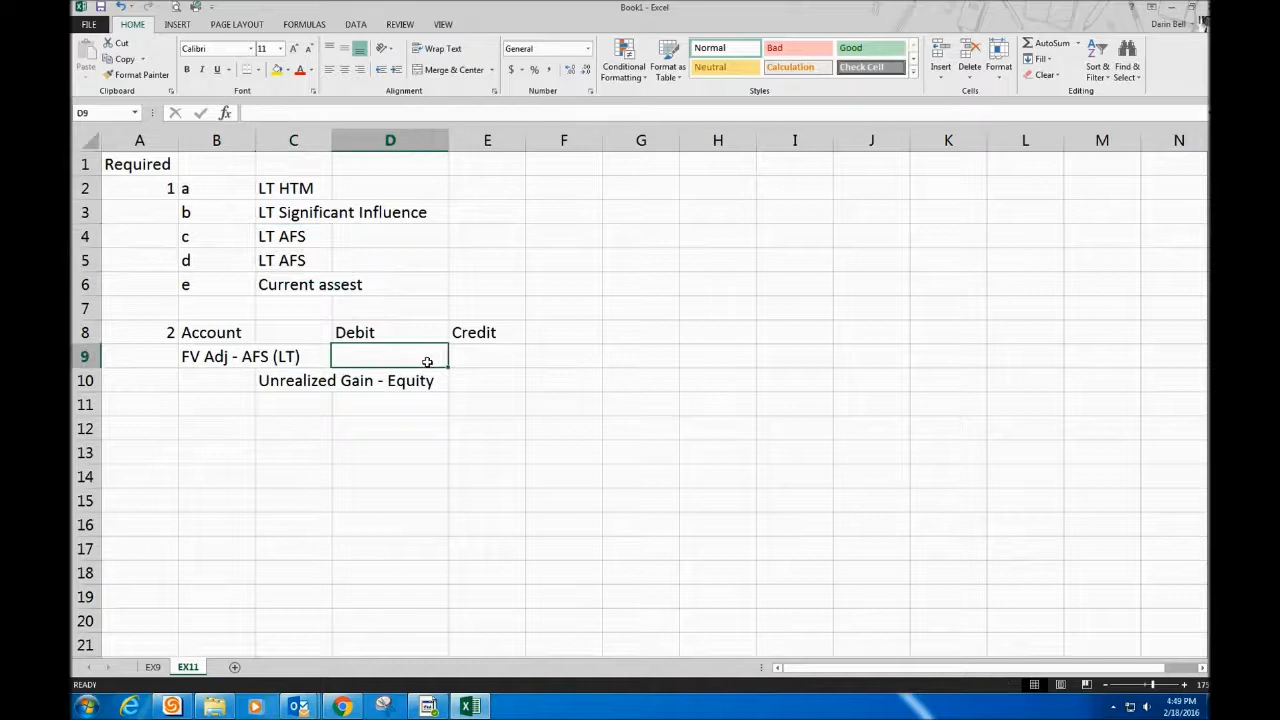 Book1 - Excel
FILE HOME INSERT PAGE LAYOUT FORMULAS DATA REVIEW VIEW
Darin Bell
Paste
Cut
Copy
Format Painter
Clipboard
Calibri 11
B I U
Font
Wrap Text
Merge & Center
Alignment
General
$ % ,
Number
Conditional Formatting
Format as Table
Normal Bad Good
Neutral Calculation Check Cell
Styles
Insert Delete Format
Cells
AutoSum
Fill
Clear
Sort & Filter
Find & Select
Editing
D9 fx
A B C D E F G H I J K L M N
1 Required
2 1 a LT HTM
3 b LT Significant Influence
4 c LT AFS
5 d LT AFS
6 e Current assest
7
8 2 Account Debit Credit
9 FV Adj - AFS (LT)
10 Unrealized Gain - Equity
11
12
13
14
15
16
17
18
19
20
21
EX9 EX11
READY
175
4:49 PM
2/18/2016